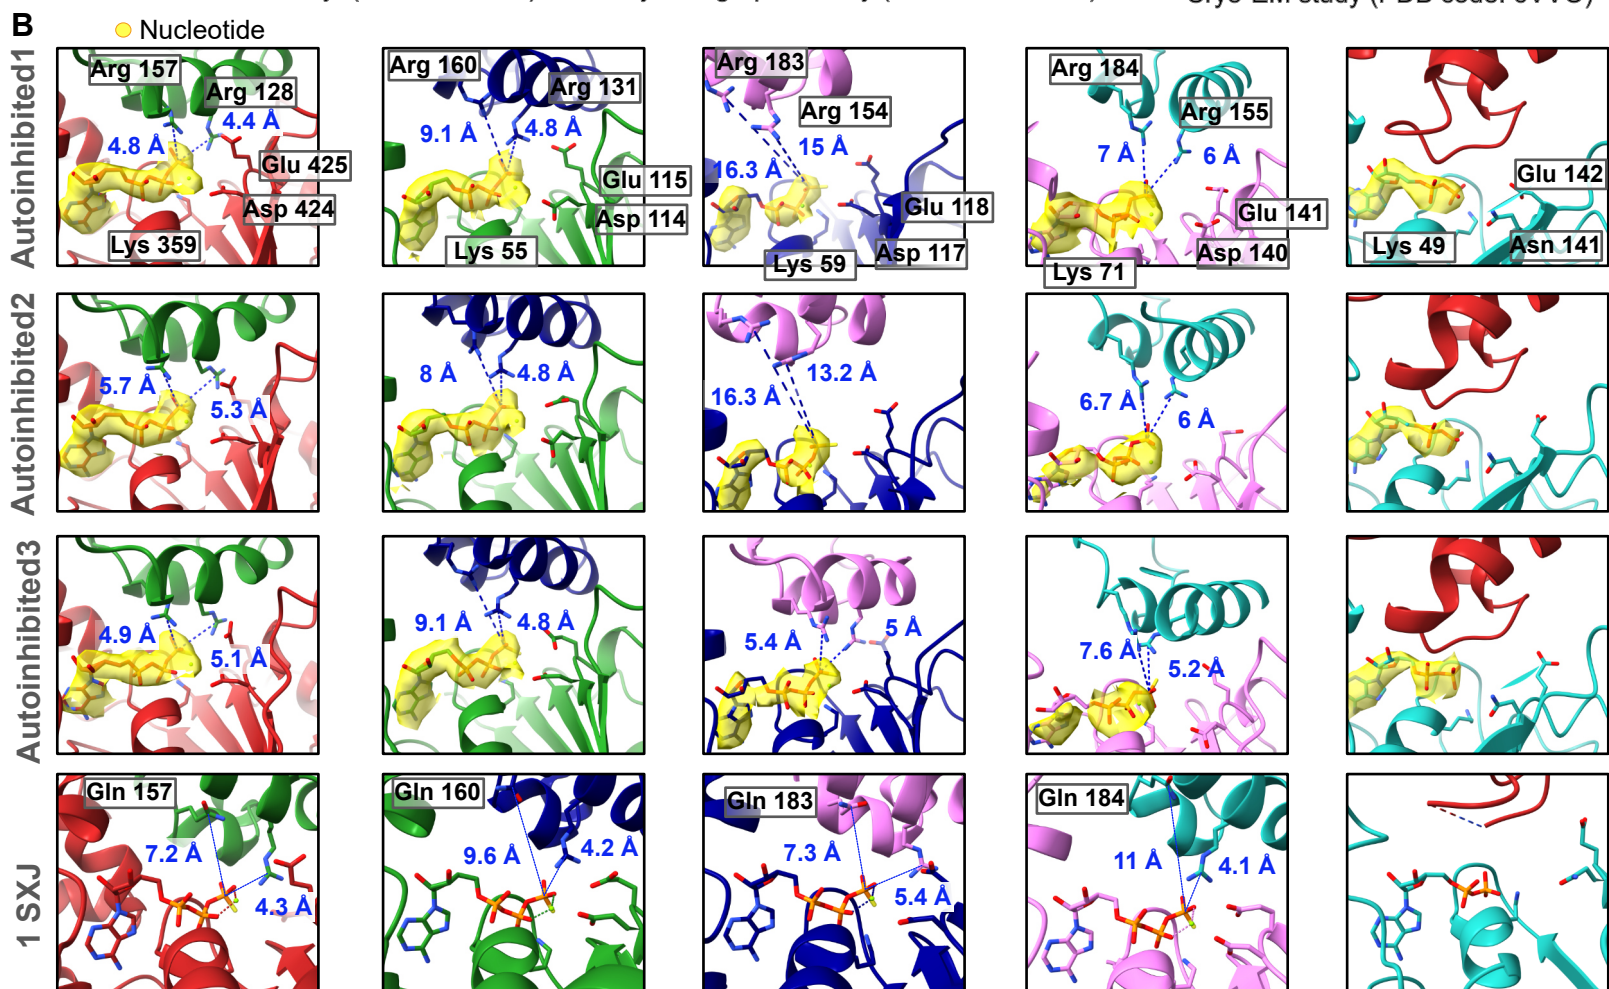 B
Nucleotide
Autoinhibited1
Arg 157
Arg 128
4.4 Å
4.8 Å
Glu 425
Asp 424
Lys 359
Arg 160
Arg 131
9.1 Å
4.8 Å
Glu 115
Asp 114
Lys 55
Arg 183
Arg 154
15 Å
16.3 Å
Glu 118
Asp 117
Lys 59
Arg 184
Arg 155
7 Å
6 Å
Glu 141
Asp 140
Lys 71
Glu 142
Lys 49
Asn 141
Autoinhibited2
5.7 Å
5.3 Å
8 Å
4.8 Å
16.3 Å
13.2 Å
6.7 Å
6 Å
Autoinhibited3
4.9 Å
5.1 Å
9.1 Å
4.8 Å
5.4 Å
5 Å
7.6 Å
5.2 Å
1 SXJ
Gln 157
7.2 Å
4.3 Å
Gln 160
9.6 Å
4.2 Å
Gln 183
7.3 Å
5.4 Å
Gln 184
11 Å
4.1 Å